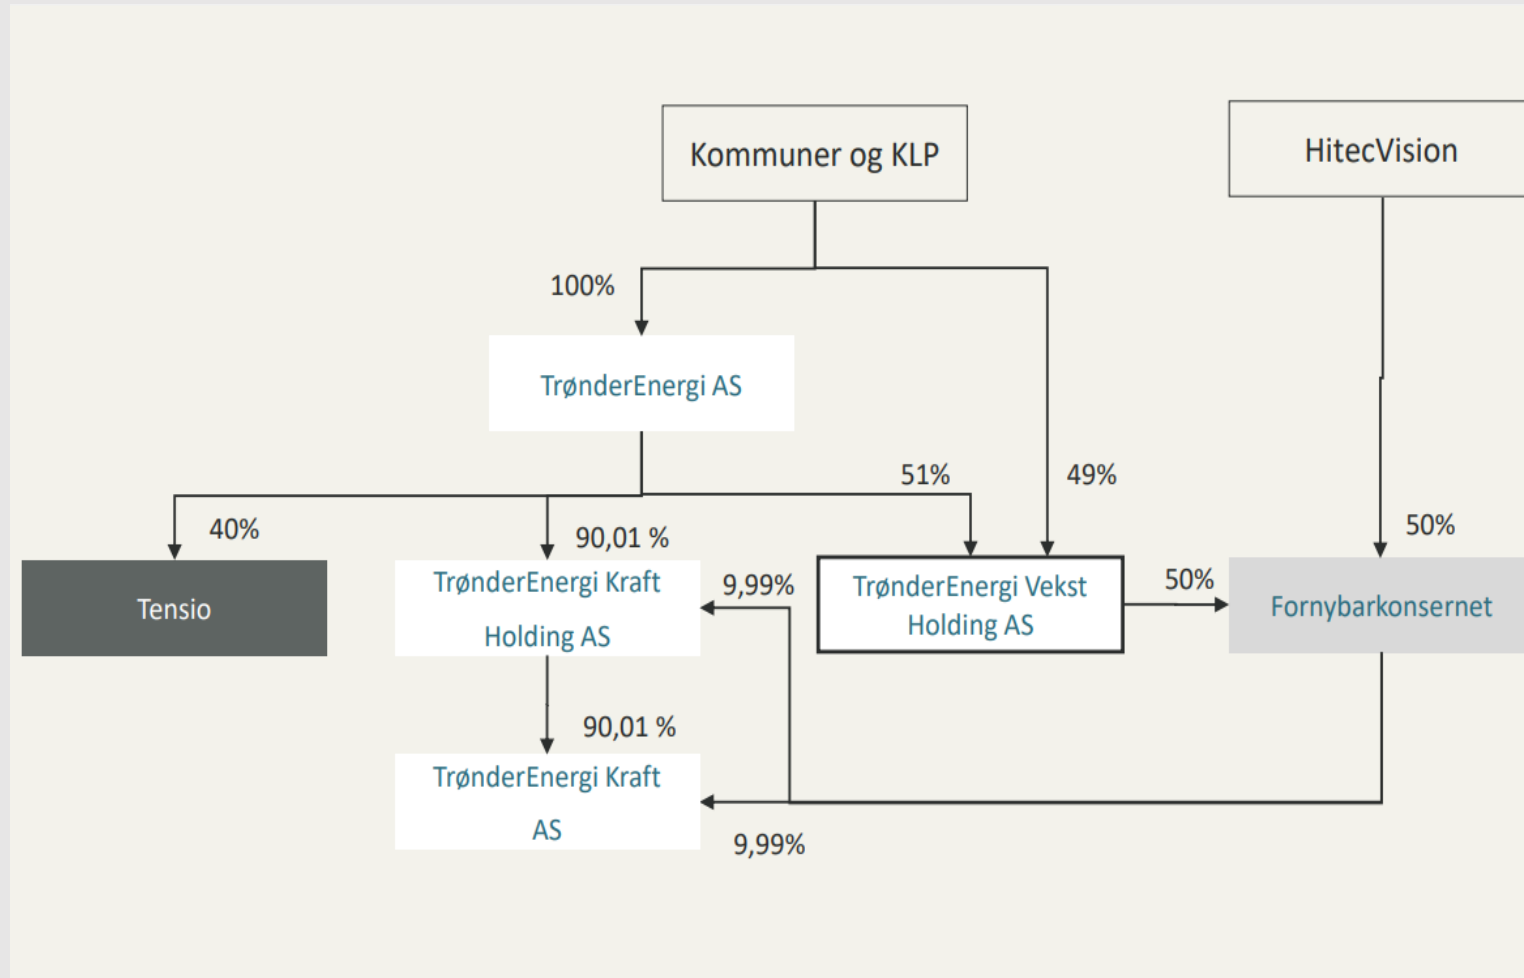 Kommuner og KLP
HitecVision
100%
TrønderEnergi AS
51%
49%
40%
90,01 %
50%
Tensio
TrønderEnergi Kraft
Holding AS
9,99%
TrønderEnergi Vekst
Holding AS
50%
Fornybarkonsernet
90,01 %
TrønderEnergi Kraft
AS
9,99%